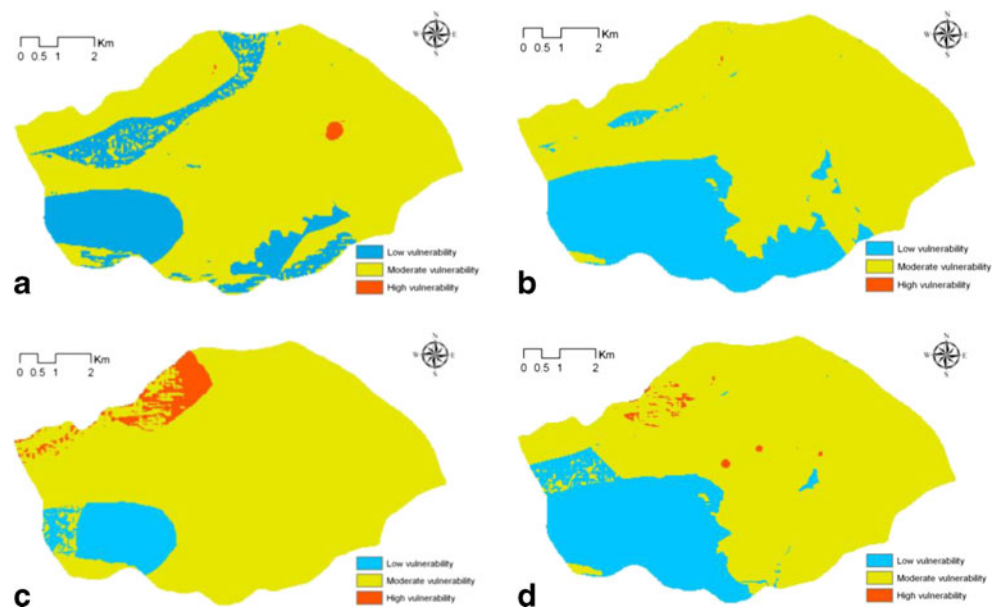 Km
0 0.5 1 2
N
W E
S
Low vulnerability
Moderate vulnerability
High vulnerability
a
Km
0 0.5 1 2
N
W E
S
Low vulnerability
Moderate vulnerability
High vulnerability
b
Km
0 0.5 1 2
N
W E
S
Low vulnerability
Moderate vulnerability
High vulnerability
c
Km
0 0.5 1 2
N
W E
S
Low vulnerability
Moderate vulnerability
High vulnerability
d